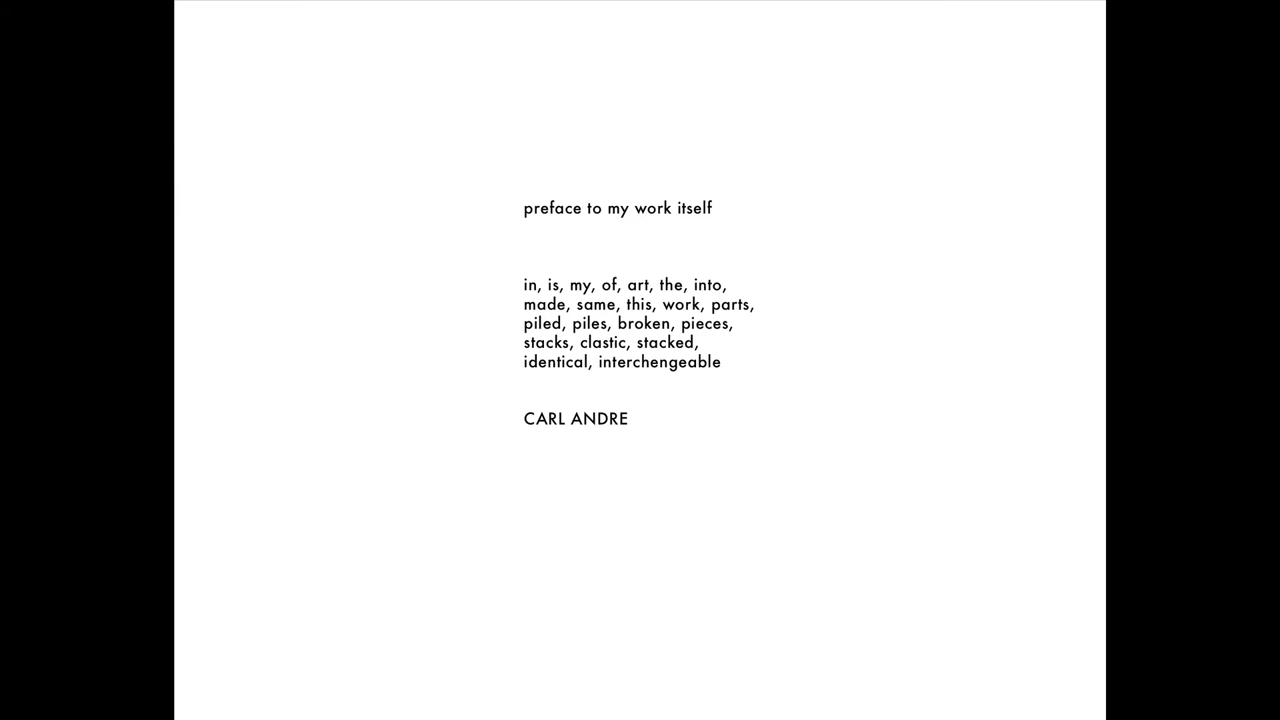 preface to my work itself
in, is, my, of, art, the, into,
made, same, this, work, parts,
piled, piles, broken, pieces,
stacks, clastic, stacked,
identical, interchengeable
CARL ANDRE